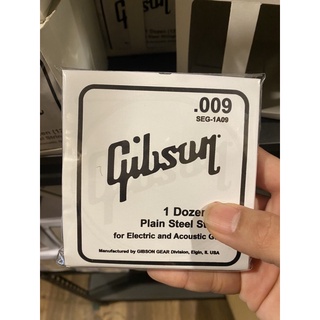 .009
SEG-1A09
Gibson
1 Dozen
Plain Steel
for Electric and Acoustic
Manufactured by GIBSON GEAR Division, Elgin, Il. USA